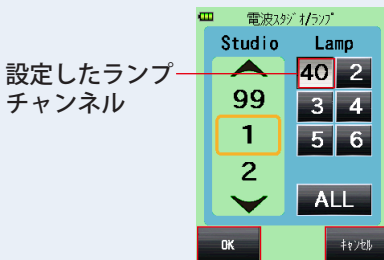 電波ｽﾀｼﾞｵ/ﾗﾝﾌﾟ
Studio Lamp
設定したランプ
チャンネル
40 2
99
3 4
1
5 6
2
ALL
OK ｷｬﾝｾﾙ